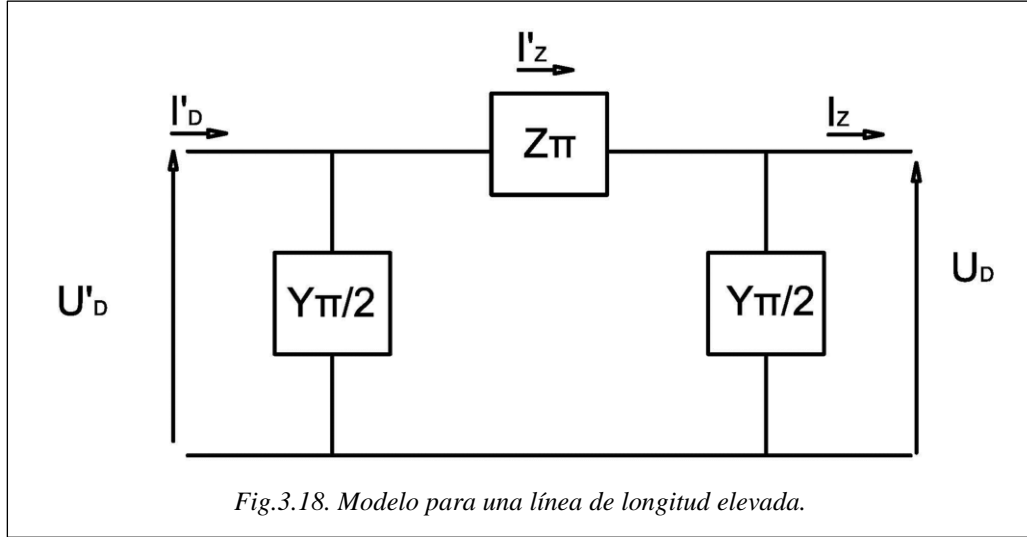 I'z
I'D
Iz
Zπ
U'D
Yπ/2
Yπ/2
UD
Fig.3.18. Modelo para una línea de longitud elevada.